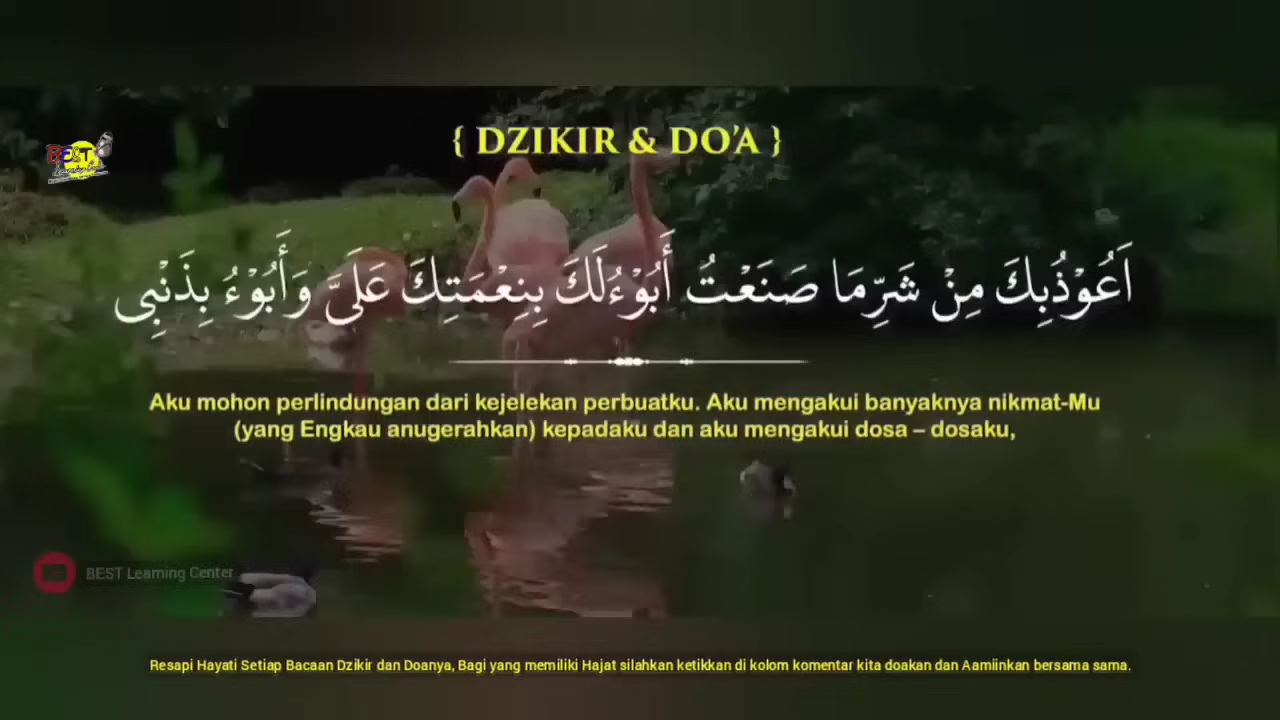 { DZIKIR & DO'A }
BEST
اَعُوْذُبِكَ مِنْ شَرِّمَا صَنَعْتُ أَبُوْءُلَكَ بِنِعْمَتِكَ عَلَيَّ وَأَبُوْءُ بِذَنْبِى
Aku mohon perlindungan dari kejelekan perbuatku. Aku mengakui banyaknya nikmat-Mu
(yang Engkau anugerahkan) kepadaku dan aku mengakui dosa – dosaku,
BEST Learning Center
Resapi Hayati Setiap Bacaan Dzikir dan Doanya, Bagi yang memiliki Hajat silahkan ketikkan di kolom komentar kita doakan dan Aamiinkan bersama sama.